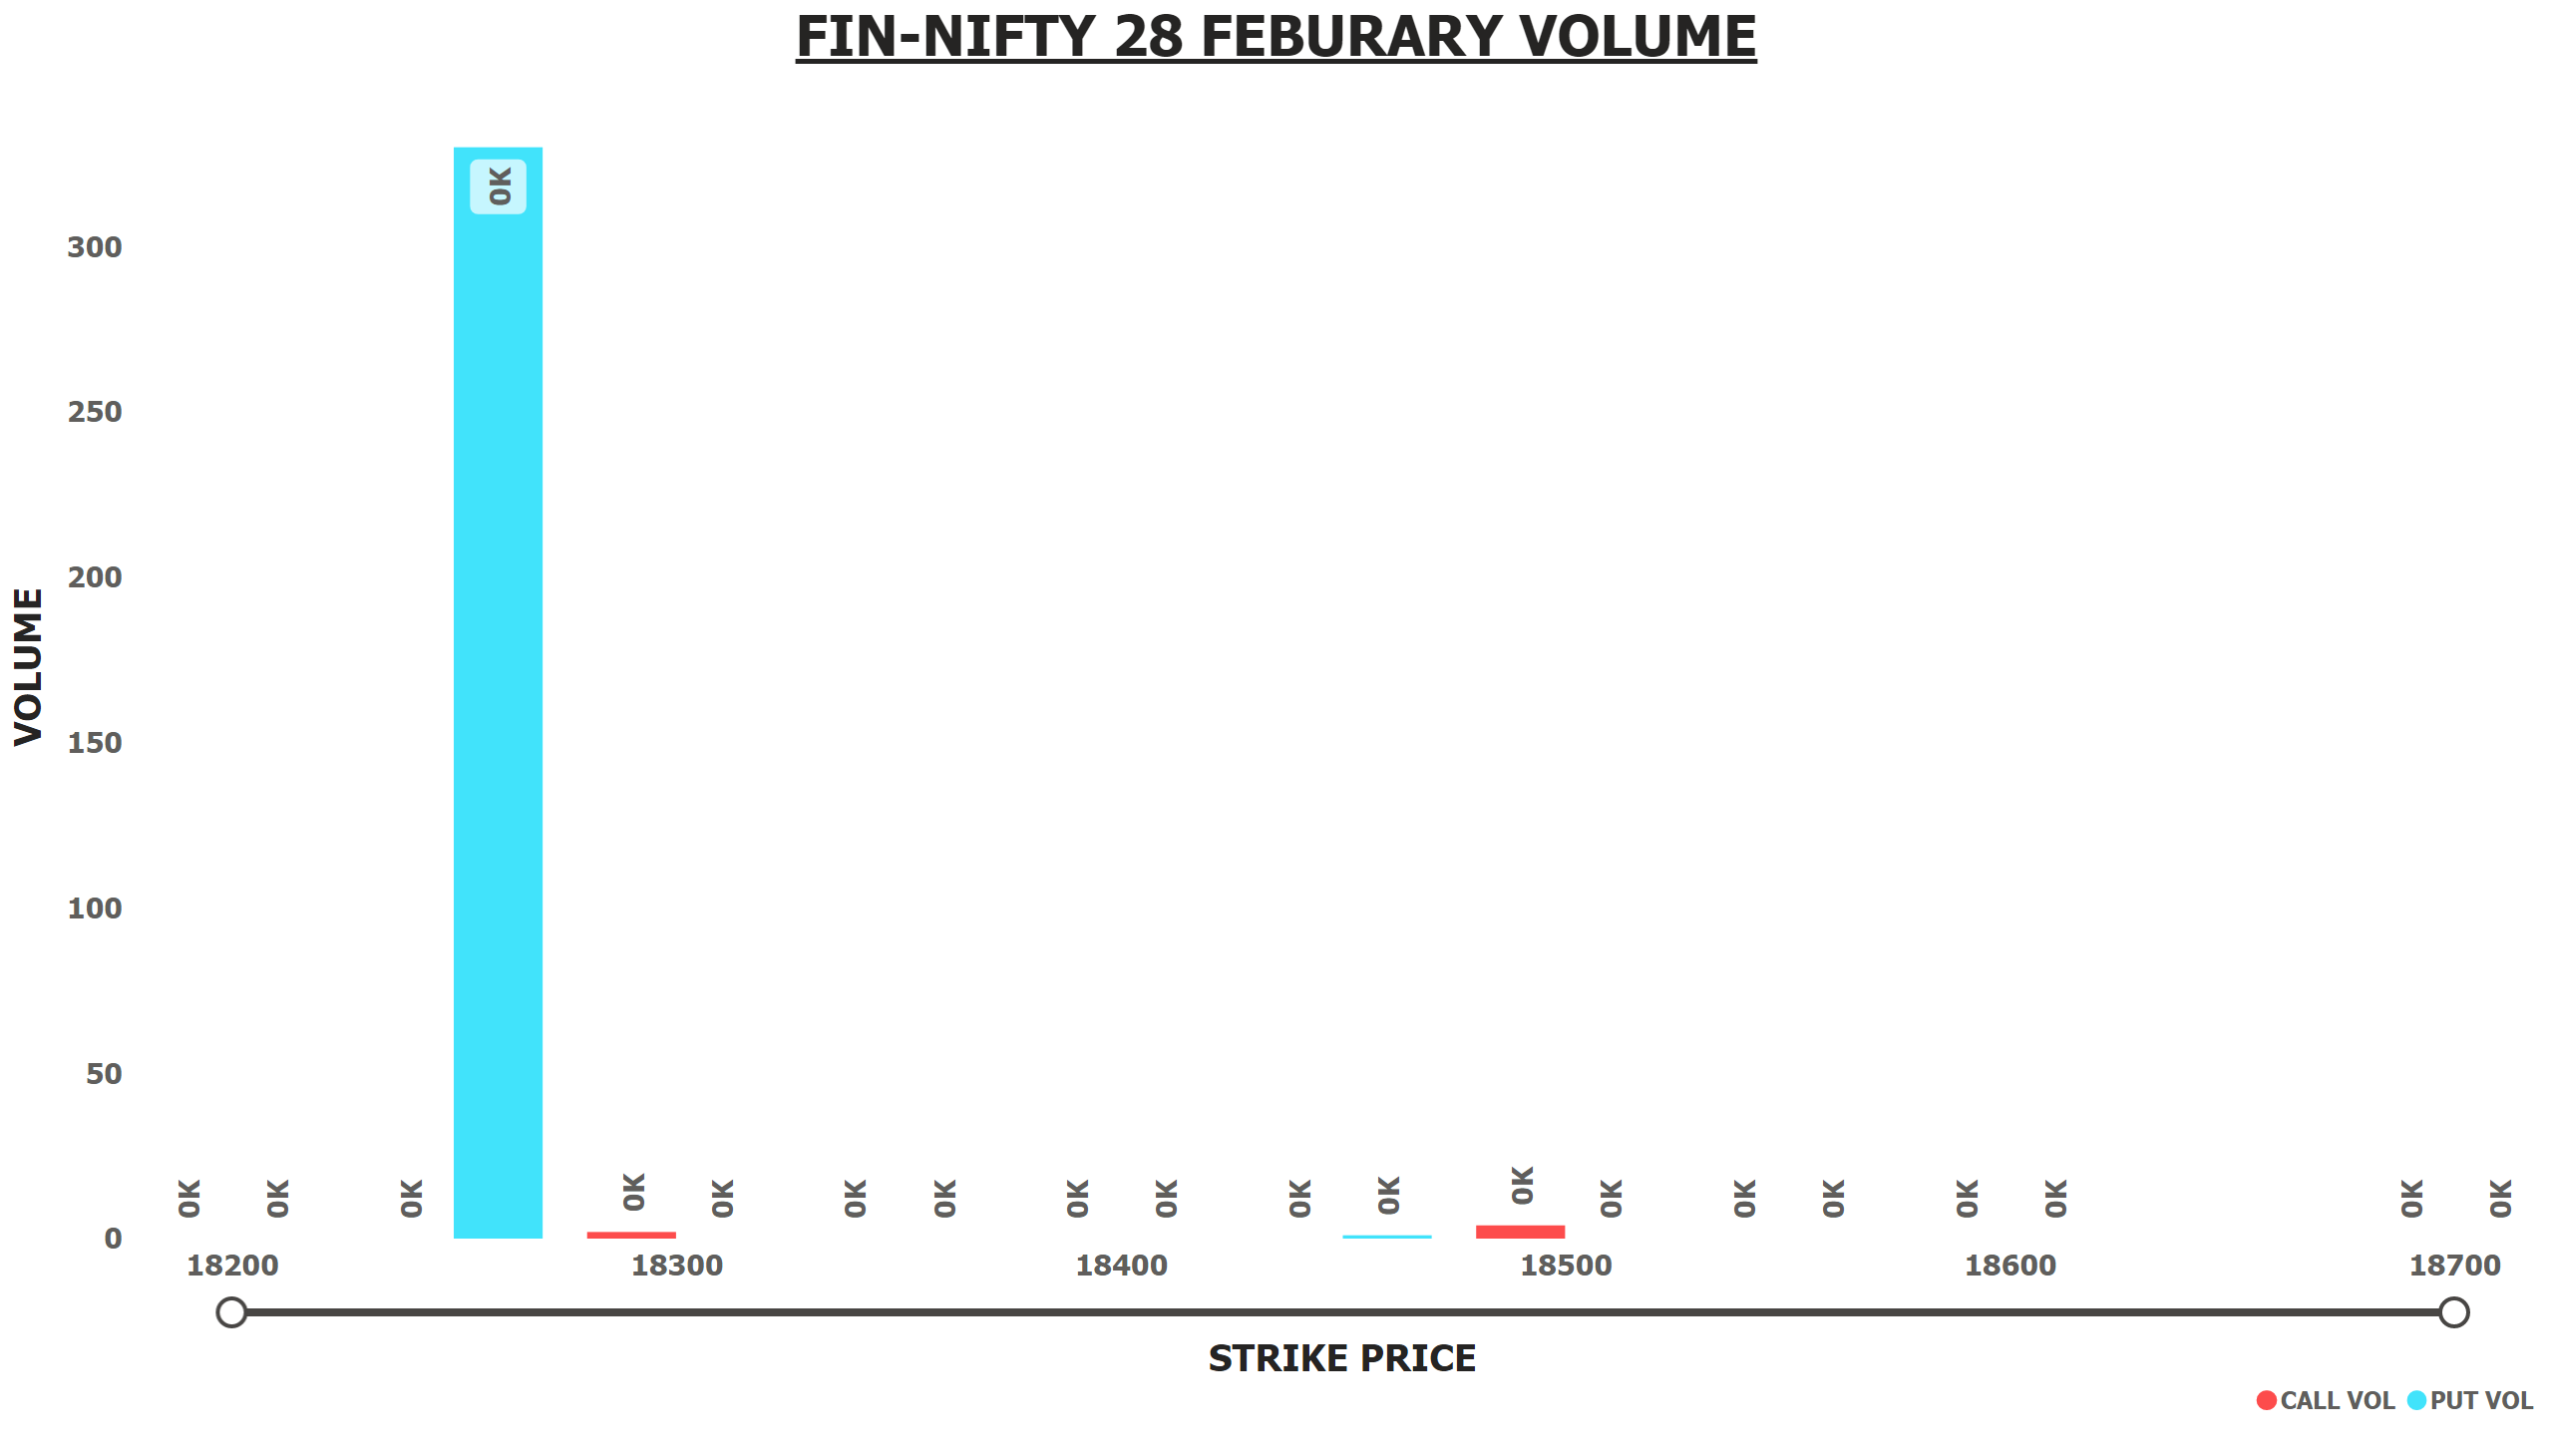 FIN-NIFTY 28 FEBURARY VOLUME
0K
300
250
200
150
100
50
0
VOLUME
0K 0K 0K 0K 0K 0K 0K 0K 0K 0K 0K 0K 0K 0K 0K 0K 0K 0K 0K
18200 18300 18400 18500 18600 18700
STRIKE PRICE
CALL VOL PUT VOL